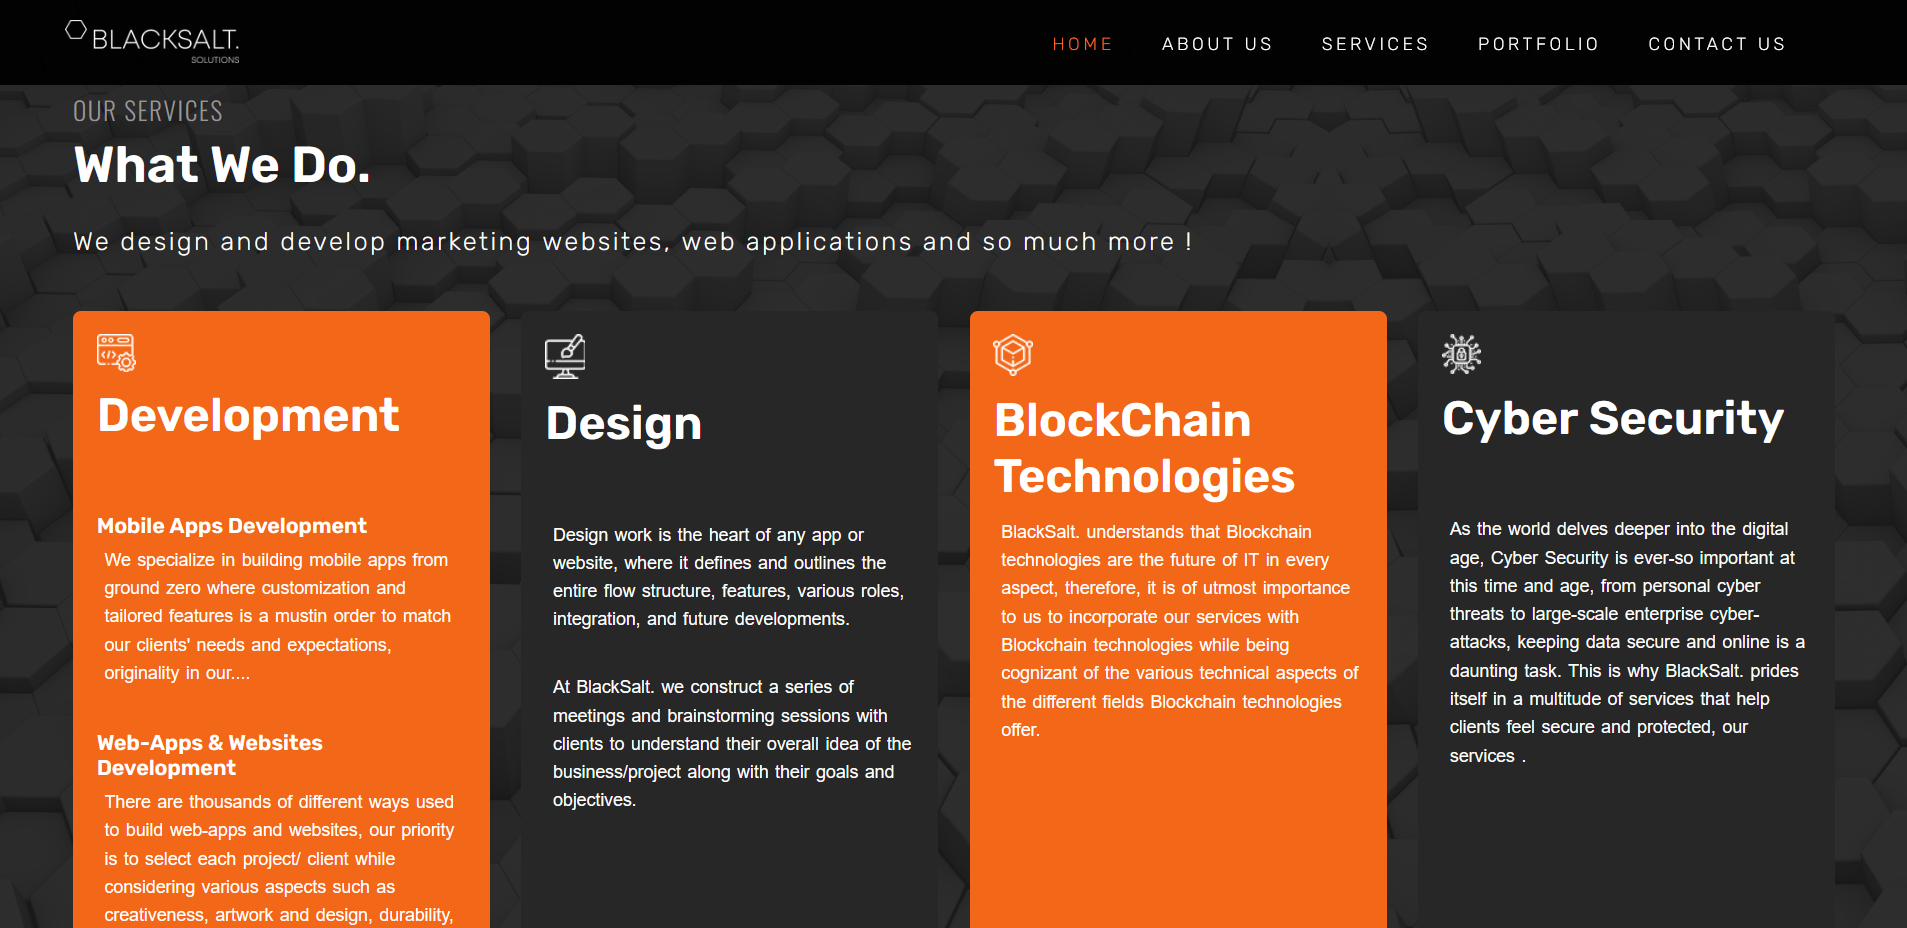 BLACKSALT.
SOLUTIONS
HOME
ABOUT US
SERVICES
PORTFOLIO
CONTACT US
OUR SERVICES
What We Do.
We design and develop marketing websites, web applications and so much more !
Development
Mobile Apps Development
We specialize in building mobile apps from
ground zero where customization and
tailored features is a mustin order to match
our clients' needs and expectations,
originality in our....
Web-Apps & Websites
Development
There are thousands of different ways used
to build web-apps and websites, our priority
is to select each project/ client while
considering various aspects such as
creativeness, artwork and design, durability,
Design
Design work is the heart of any app or
website, where it defines and outlines the
entire flow structure, features, various roles,
integration, and future developments.
At BlackSalt. we construct a series of
meetings and brainstorming sessions with
clients to understand their overall idea of the
business/project along with their goals and
objectives.
BlockChain
Technologies
BlackSalt. understands that Blockchain
technologies are the future of IT in every
aspect, therefore, it is of utmost importance
to us to incorporate our services with
Blockchain technologies while being
cognizant of the various technical aspects of
the different fields Blockchain technologies
offer.
Cyber Security
As the world delves deeper into the digital
age, Cyber Security is ever-so important at
this time and age, from personal cyber
threats to large-scale enterprise cyber-
attacks, keeping data secure and online is a
daunting task. This is why BlackSalt. prides
itself in a multitude of services that help
clients feel secure and protected, our
services .